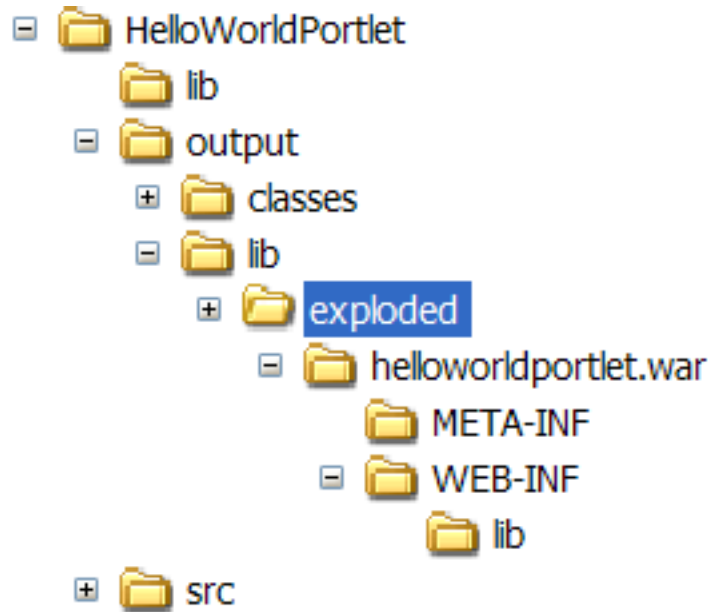 HelloWorldPortlet
lib
output
classes
lib
exploded
helloworldportlet.war
META-INF
WEB-INF
lib
src